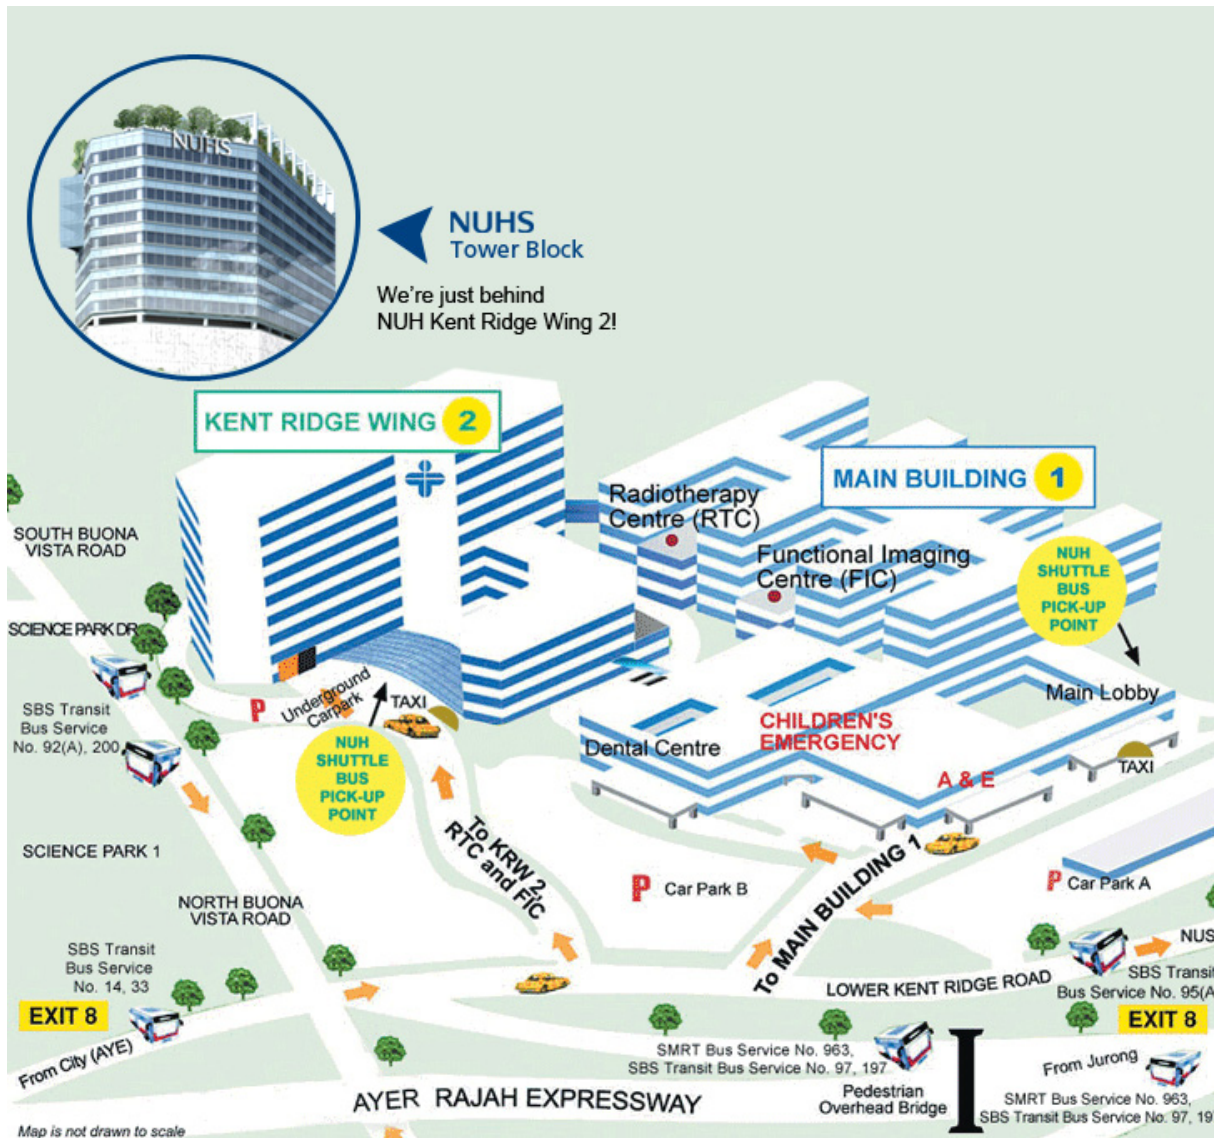 NUHS
NUHS
Tower Block
We're just behind
NUH Kent Ridge Wing 2!
KENT RIDGE WING 2
MAIN BUILDING 1
Radiotherapy
Centre (RTC)
Functional Imaging
Centre (FIC)
NUH
SHUTTLE
BUS
PICK-UP
POINT
SOUTH BUONA
VISTA ROAD
SCIENCE PARK DR
Underground
Carpark
P
TAXI
Main Lobby
SBS Transit
Bus Service
No. 92(A), 200
NUH
SHUTTLE
BUS
PICK-UP
POINT
Dental Centre
CHILDREN'S
EMERGENCY
A & E
TAXI
SCIENCE PARK 1
To KRW 2,
RTC and FIC
To MAIN BUILDING 1
P Car Park B
P Car Park A
NORTH BUONA
VISTA ROAD
SBS Transit
Bus Service
No. 14, 33
NUS
LOWER KENT RIDGE ROAD
SBS Transit
Bus Service No. 95(A
EXIT 8
EXIT 8
From City (AYE)
SMRT Bus Service No. 963,
SBS Transit Bus Service No. 97, 197
From Jurong
Pedestrian
Overhead Bridge
SMRT Bus Service No. 963,
SBS Transit Bus Service No. 97, 19
AYER RAJAH EXPRESSWAY
Map is not drawn to scale